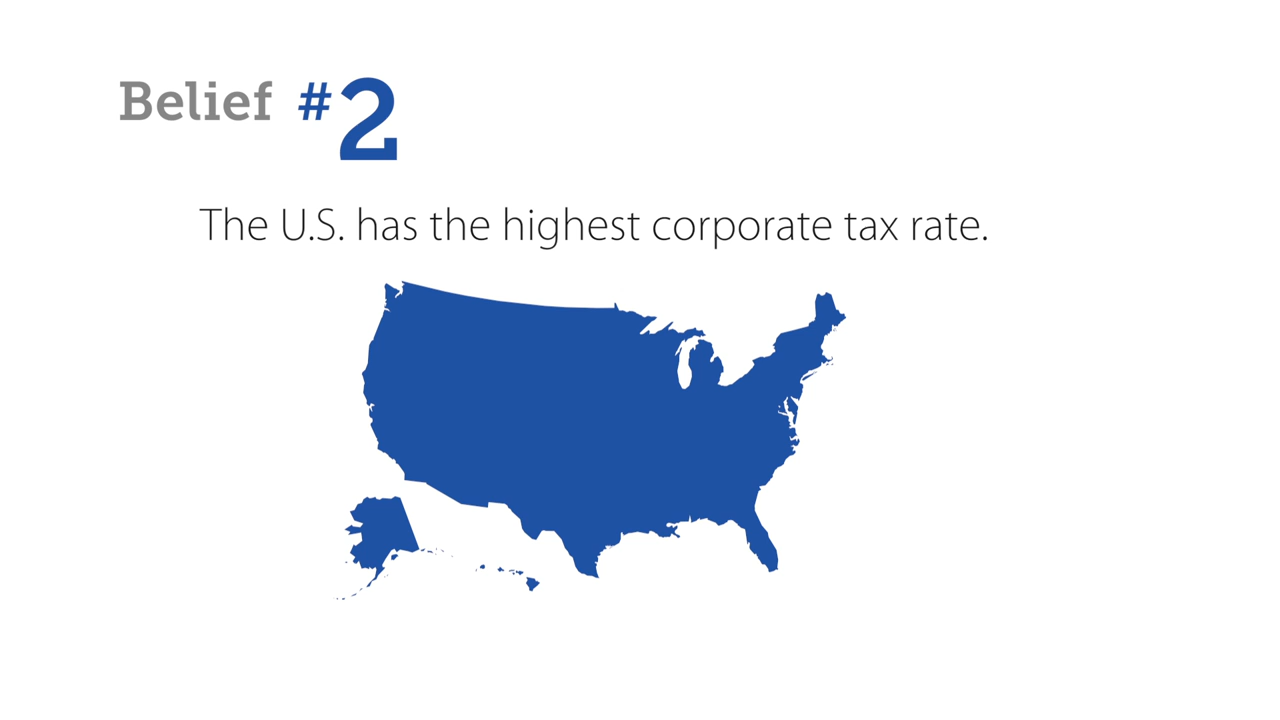 Belief #2
The U.S. has the highest corporate tax rate.